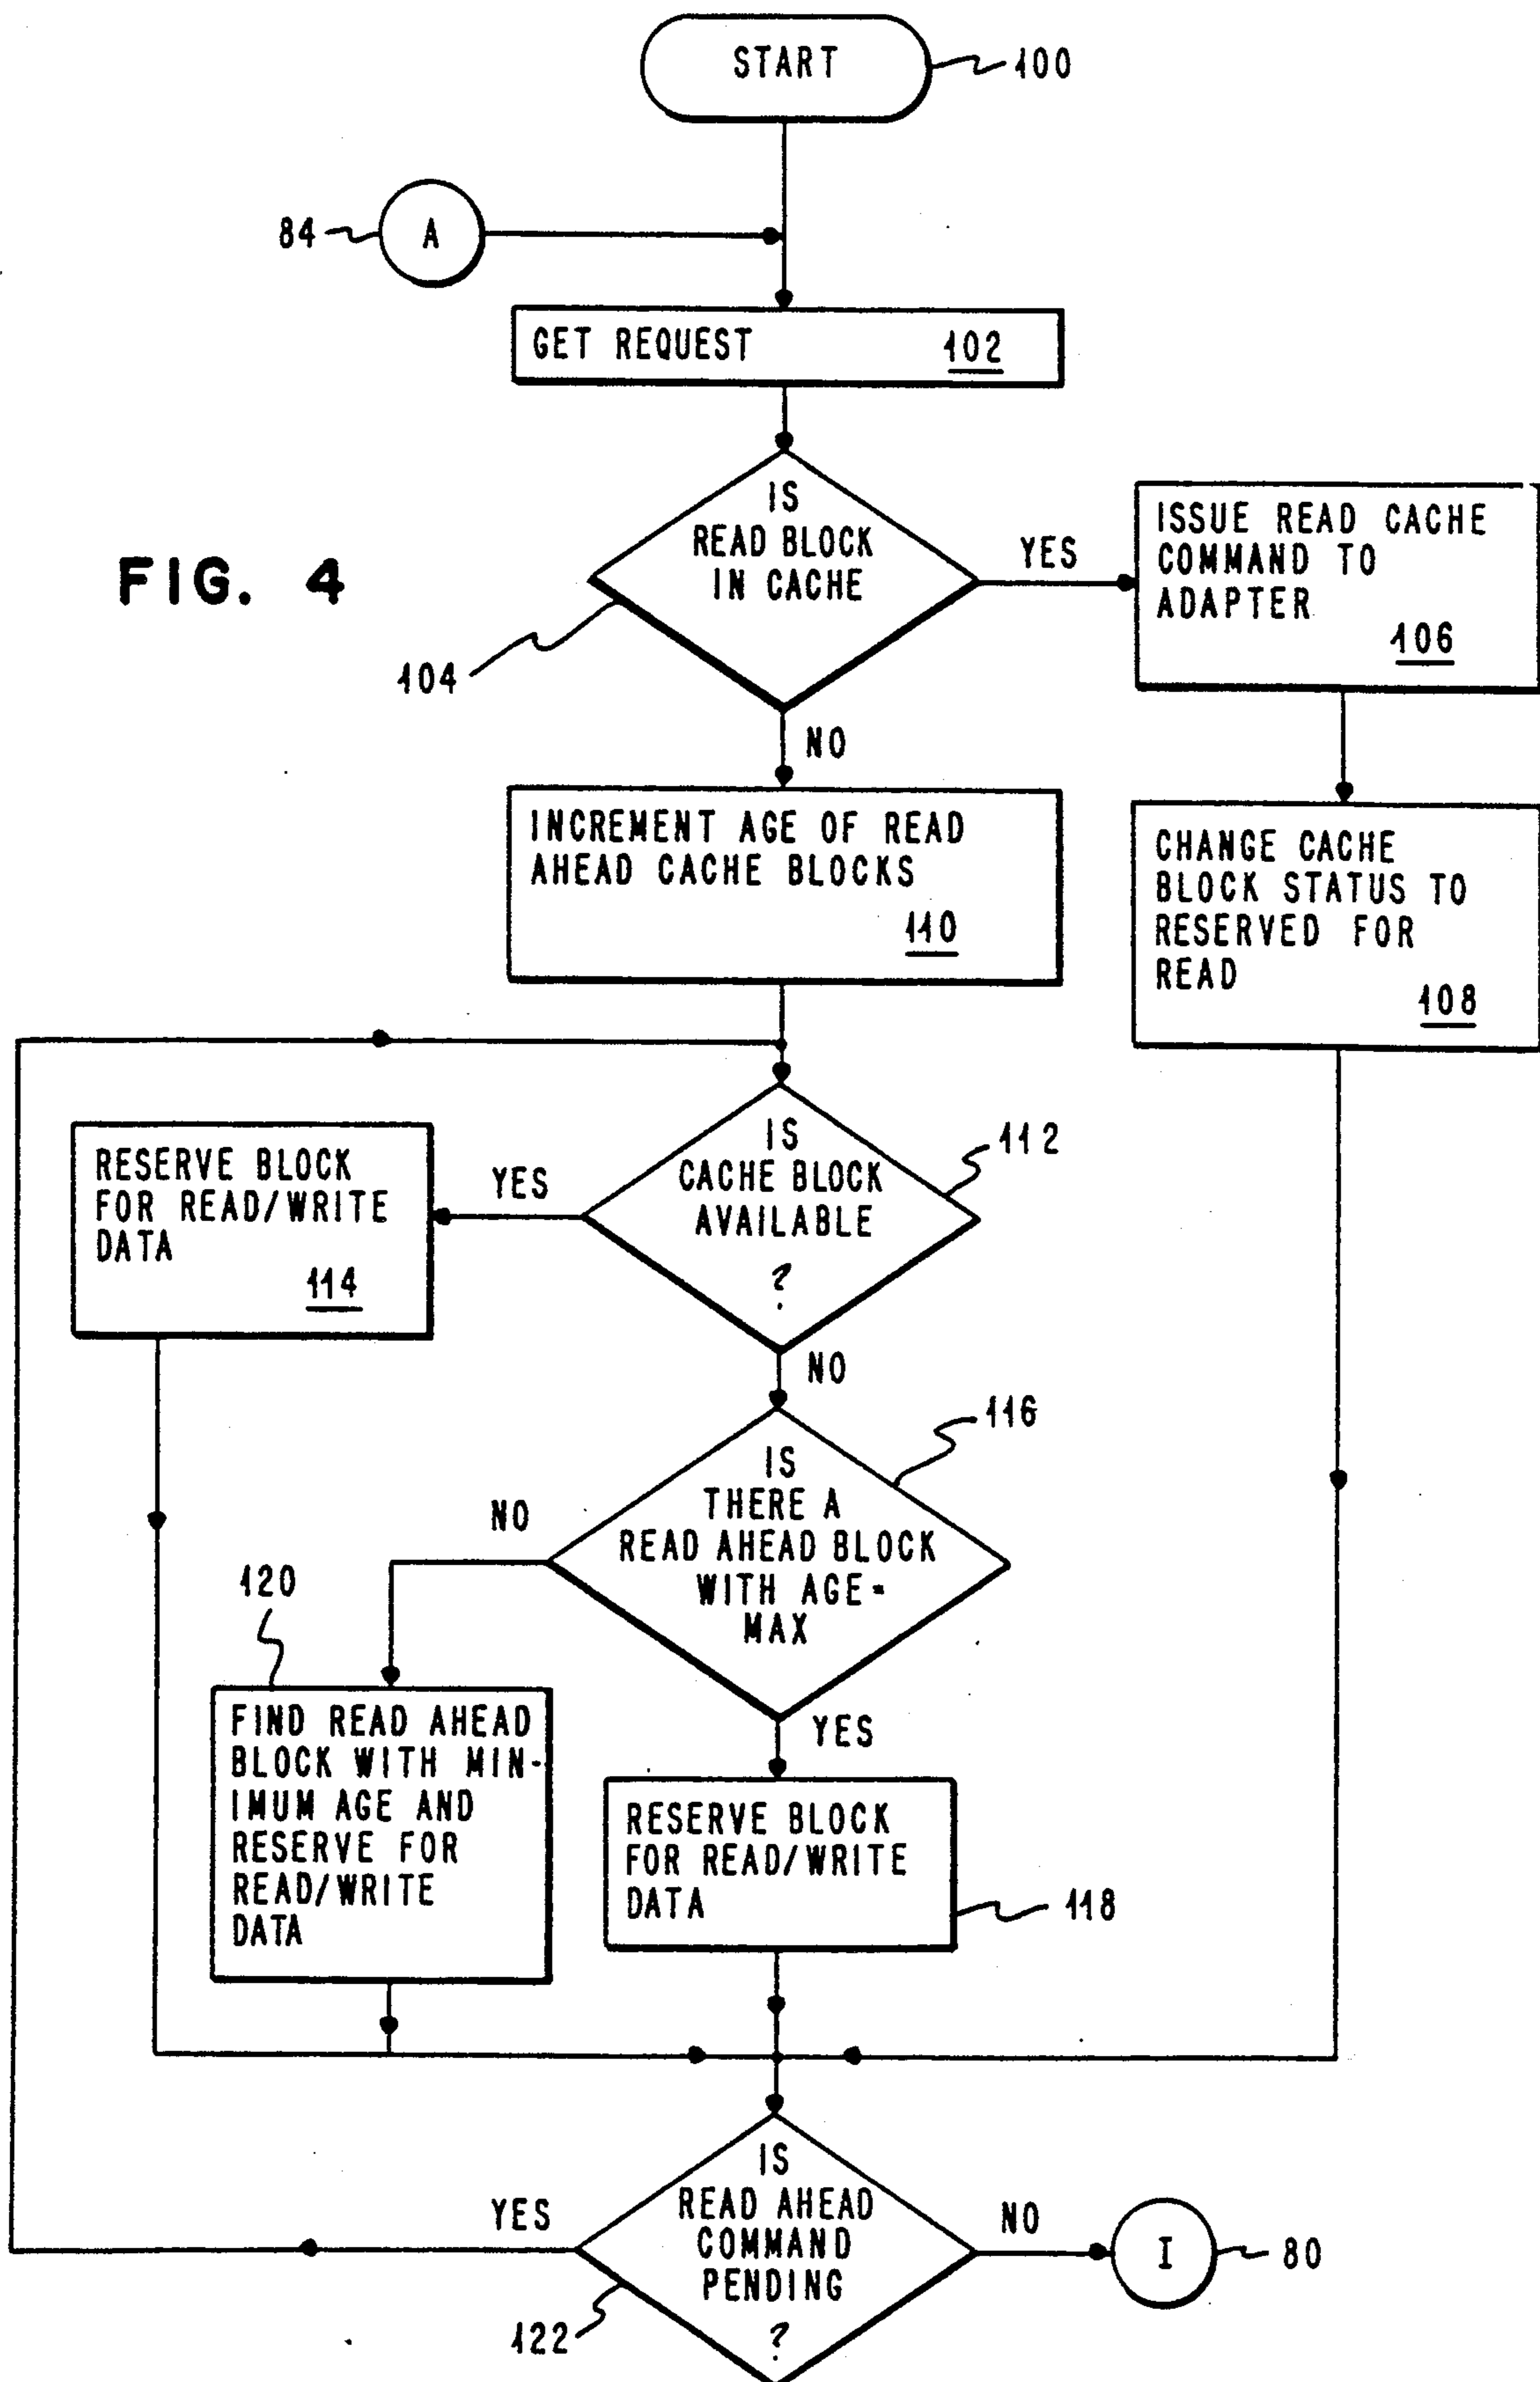 START
100
84
A
GET REQUEST 102
IS
READ BLOCK
IN CACHE
YES
104
NO
ISSUE READ CACHE
COMMAND TO
ADAPTER
106
FIG. 4
INCREMENT AGE OF READ
AHEAD CACHE BLOCKS
110
CHANGE CACHE
BLOCK STATUS TO
RESERVED FOR
READ
108
IS
CACHE BLOCK
AVAILABLE
?
112
YES
RESERVE BLOCK
FOR READ/WRITE
DATA
114
NO
116
IS
THERE A
READ AHEAD BLOCK
WITH AGE=
MAX
NO
120
FIND READ AHEAD
BLOCK WITH MIN-
IMUM AGE AND
RESERVE FOR
READ/WRITE
DATA
YES
RESERVE BLOCK
FOR READ/WRITE
DATA
118
IS
READ AHEAD
COMMAND
PENDING
?
YES
NO
I
80
122